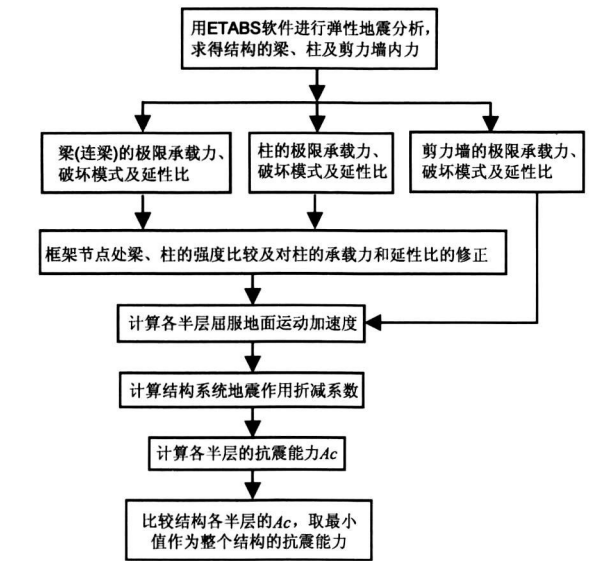 用ETABS软件进行弹性地震分析,
求得结构的梁、柱及剪力墙内力
梁(连梁)的极限承载力、
破坏模式及延性比
柱的极限承载力、
破坏模式及延性比
剪力墙的极限承载力、
破坏模式及延性比
框架节点处梁、柱的强度比较及对柱的承载力和延性比的修正
计算各半层屈服地面运动加速度
计算结构系统地震作用折减系数
计算各半层的抗震能力Ac
比较结构各半层的Ac，取最小
值作为整个结构的抗震能力